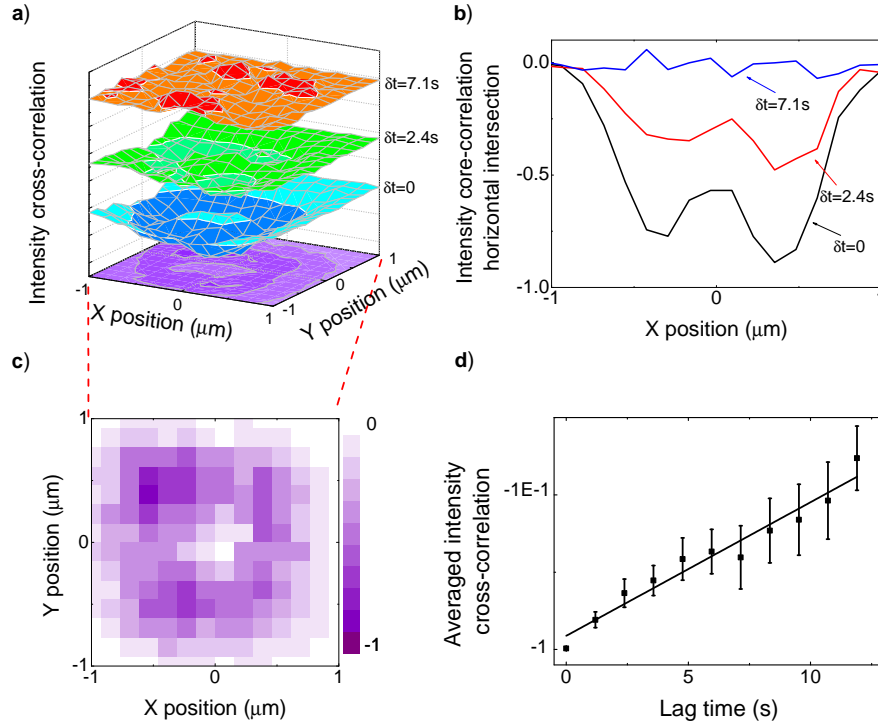 a)
Intensity cross-correlation
δt=7.1s
δt=2.4s
δt=0
-1
0
1
X position (μm)
-1
0
1
Y position (μm)
b)
Intensity core-correlation
horizontal intersection
0.0
-0.5
-1.0
-1
0
1
X position (μm)
δt=7.1s
δt=2.4s
δt=0
c)
1
0
-1
Y position (μm)
-1
0
1
X position (μm)
0
-1
d)
Averaged intensity
cross-correlation
-1E-1
-1
0
5
10
Lag time (s)